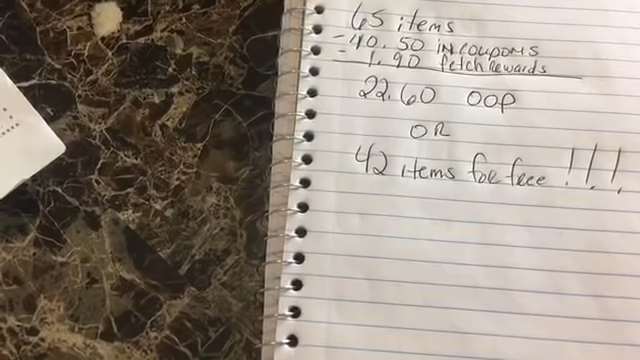 65 items
- 40.50 in coupons
- 1.90 fetch rewards
22.60 OOP
OR
42 items for free !!!